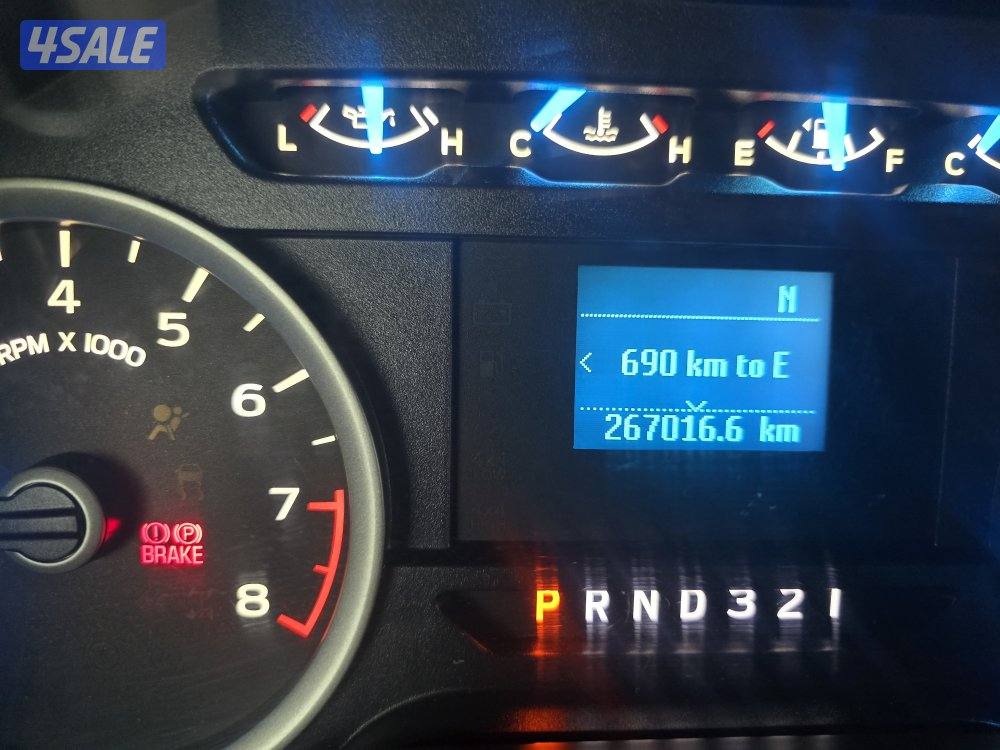 4SALE
L H C H E F C
N
4
690 km to E
5
RPM X 1000
6
267016.6 km
7
P
BRAKE
8
P R N D 3 2 1